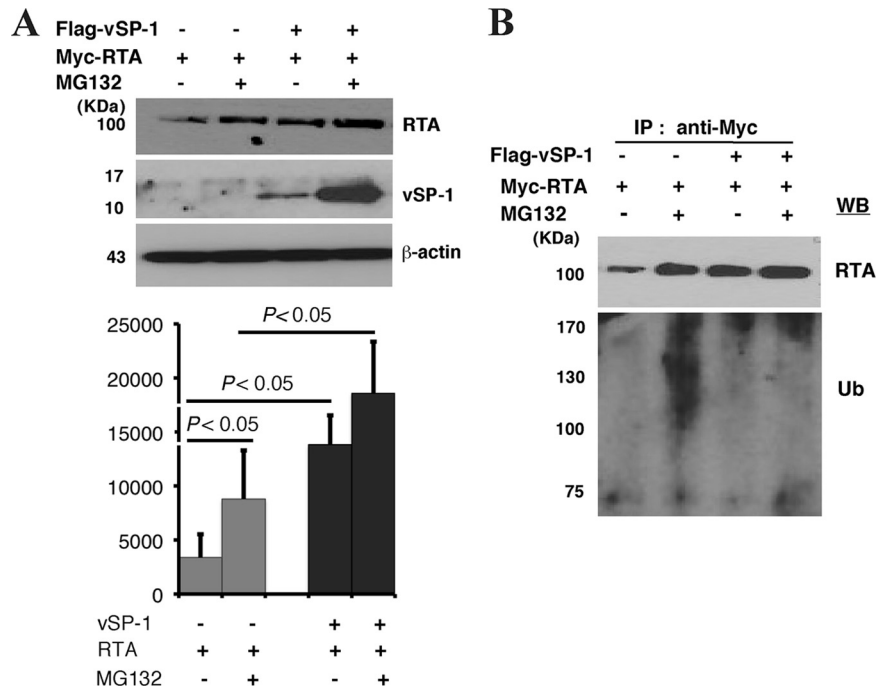 A
Flag-vSP-1 - - + +
Myc-RTA + + + +
MG132 - + - +
(KDa)
100 RTA
17
10 vSP-1
43 β-actin
25000
20000
15000
10000
5000
0
P< 0.05
P< 0.05
P< 0.05
vSP-1 - - + +
RTA + + + +
MG132 - + - +
B
IP : anti-Myc
Flag-vSP-1 - - + +
Myc-RTA + + + +
MG132 - + - +
WB
(KDa)
100 RTA
170
130
100
75
Ub